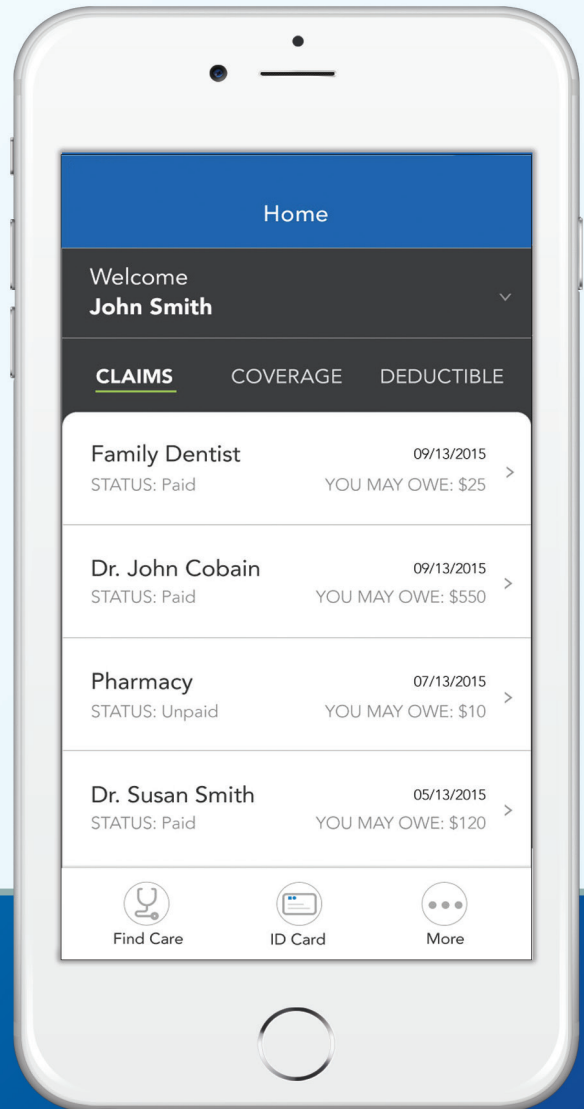 Home
Welcome
John Smith
CLAIMS COVERAGE DEDUCTIBLE
Family Dentist 09/13/2015
STATUS: Paid YOU MAY OWE: $25
Dr. John Cobain 09/13/2015
STATUS: Paid YOU MAY OWE: $550
Pharmacy 07/13/2015
STATUS: Unpaid YOU MAY OWE: $10
Dr. Susan Smith 05/13/2015
STATUS: Paid YOU MAY OWE: $120
Find Care ID Card More